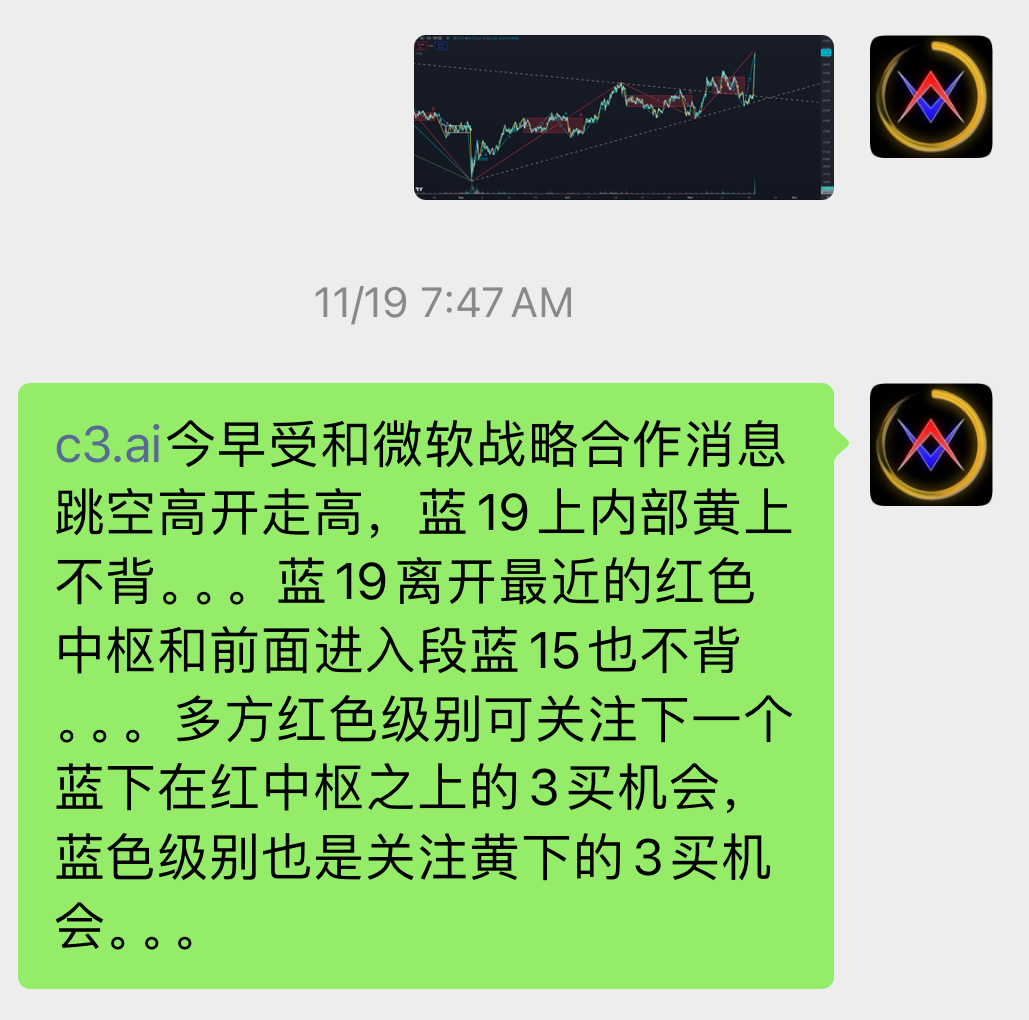 11/19 7:47 AM
c3.ai今早受和微软战略合作消息
跳空高开走高，蓝19上内部黄上
不背。。。蓝19离开最近的红色
中枢和前面进入段蓝15也不背
。。。多方红色级别可关注下一个
蓝下在红中枢之上的3买机会，
蓝色级别也是关注黄下的3买机
会。。。